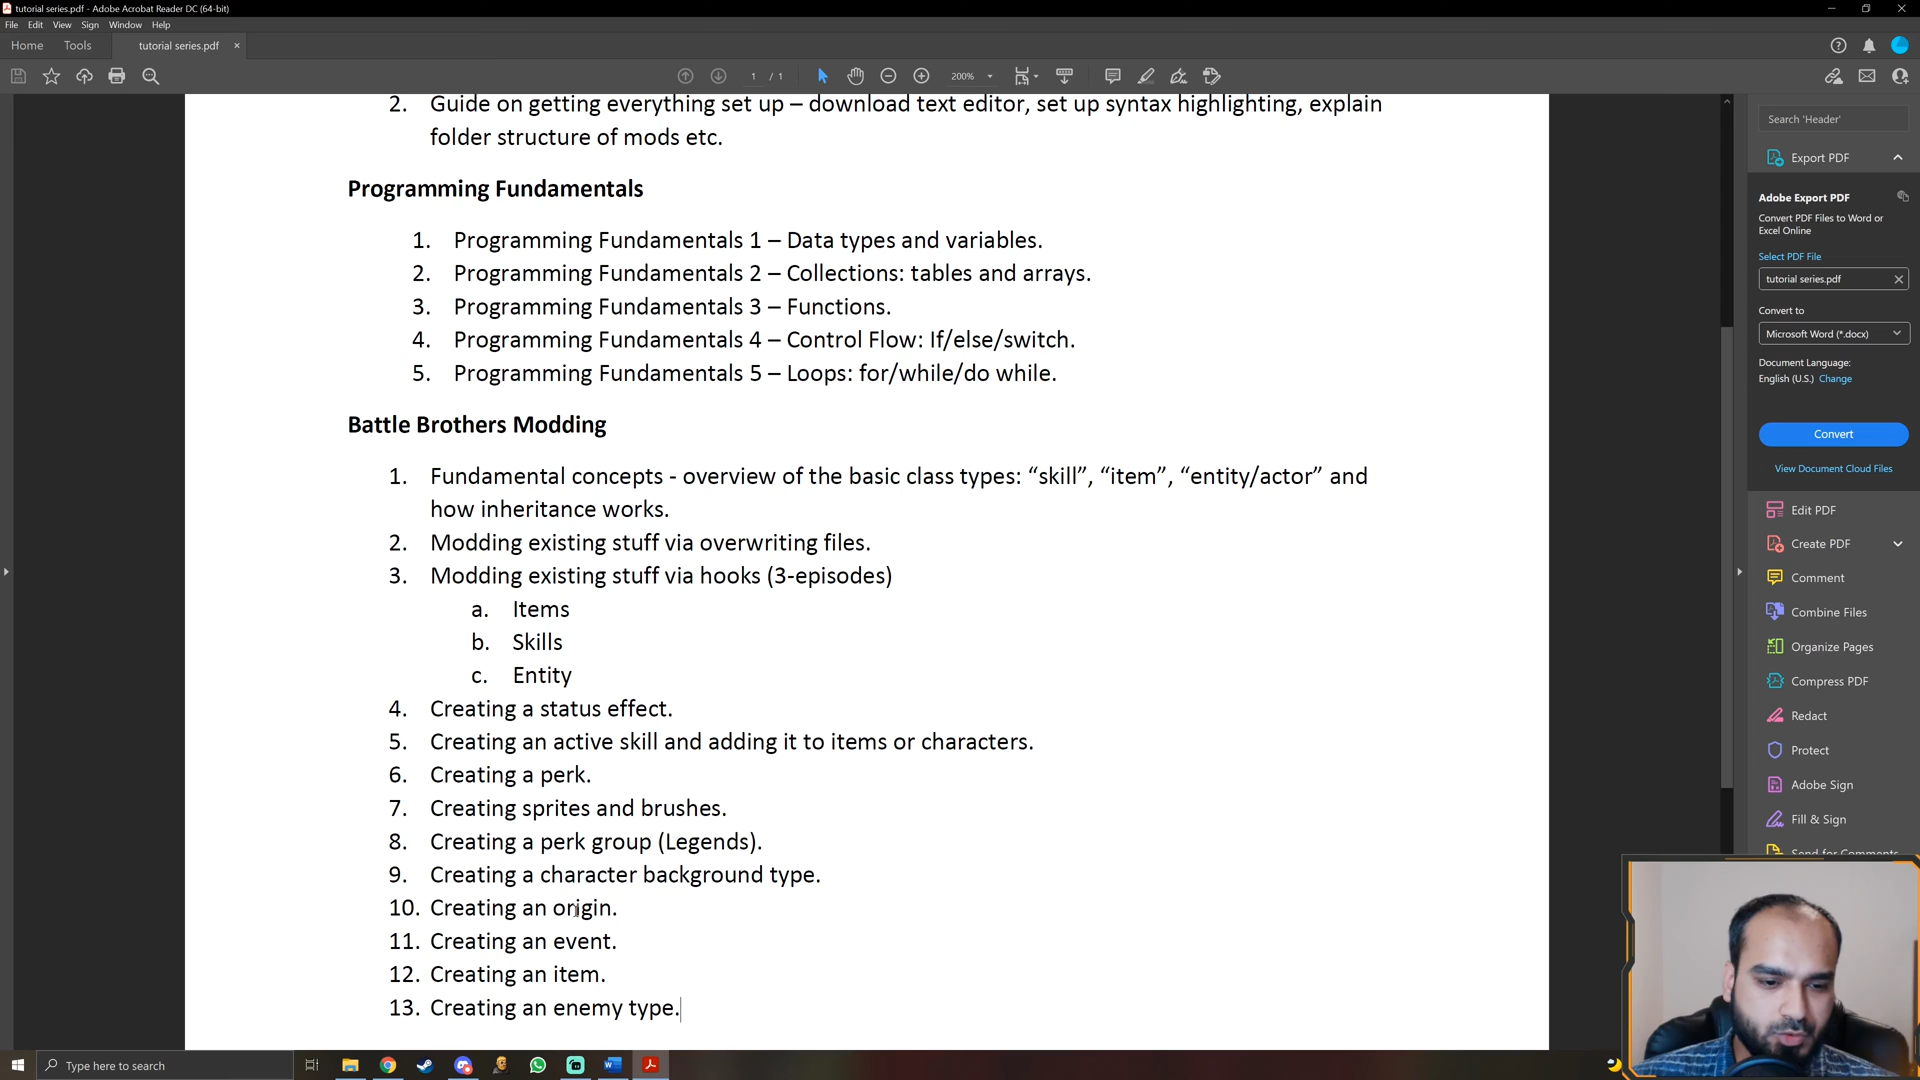 tutorial series.pdf - Adobe Acrobat Reader DC (64-bit)
File Edit View Sign Window Help
Home Tools tutorial series.pdf ×
1 / 1 200%
2. Guide on getting everything set up – download text editor, set up syntax highlighting, explain
folder structure of mods etc.
Programming Fundamentals
1. Programming Fundamentals 1 – Data types and variables.
2. Programming Fundamentals 2 – Collections: tables and arrays.
3. Programming Fundamentals 3 – Functions.
4. Programming Fundamentals 4 – Control Flow: If/else/switch.
5. Programming Fundamentals 5 – Loops: for/while/do while.
Battle Brothers Modding
1. Fundamental concepts - overview of the basic class types: “skill”, “item”, “entity/actor” and
how inheritance works.
2. Modding existing stuff via overwriting files.
3. Modding existing stuff via hooks (3-episodes)
a. Items
b. Skills
c. Entity
4. Creating a status effect.
5. Creating an active skill and adding it to items or characters.
6. Creating a perk.
7. Creating sprites and brushes.
8. Creating a perk group (Legends).
9. Creating a character background type.
10. Creating an origin.
11. Creating an event.
12. Creating an item.
13. Creating an enemy type.
Search 'Header'
Export PDF
Adobe Export PDF
Convert PDF Files to Word or
Excel Online
Select PDF File
tutorial series.pdf
Convert to
Microsoft Word (*.docx)
Document Language:
English (U.S.) Change
Convert
View Document Cloud Files
Edit PDF
Create PDF
Comment
Combine Files
Organize Pages
Compress PDF
Redact
Protect
Adobe Sign
Fill & Sign
Send for Comments
Type here to search